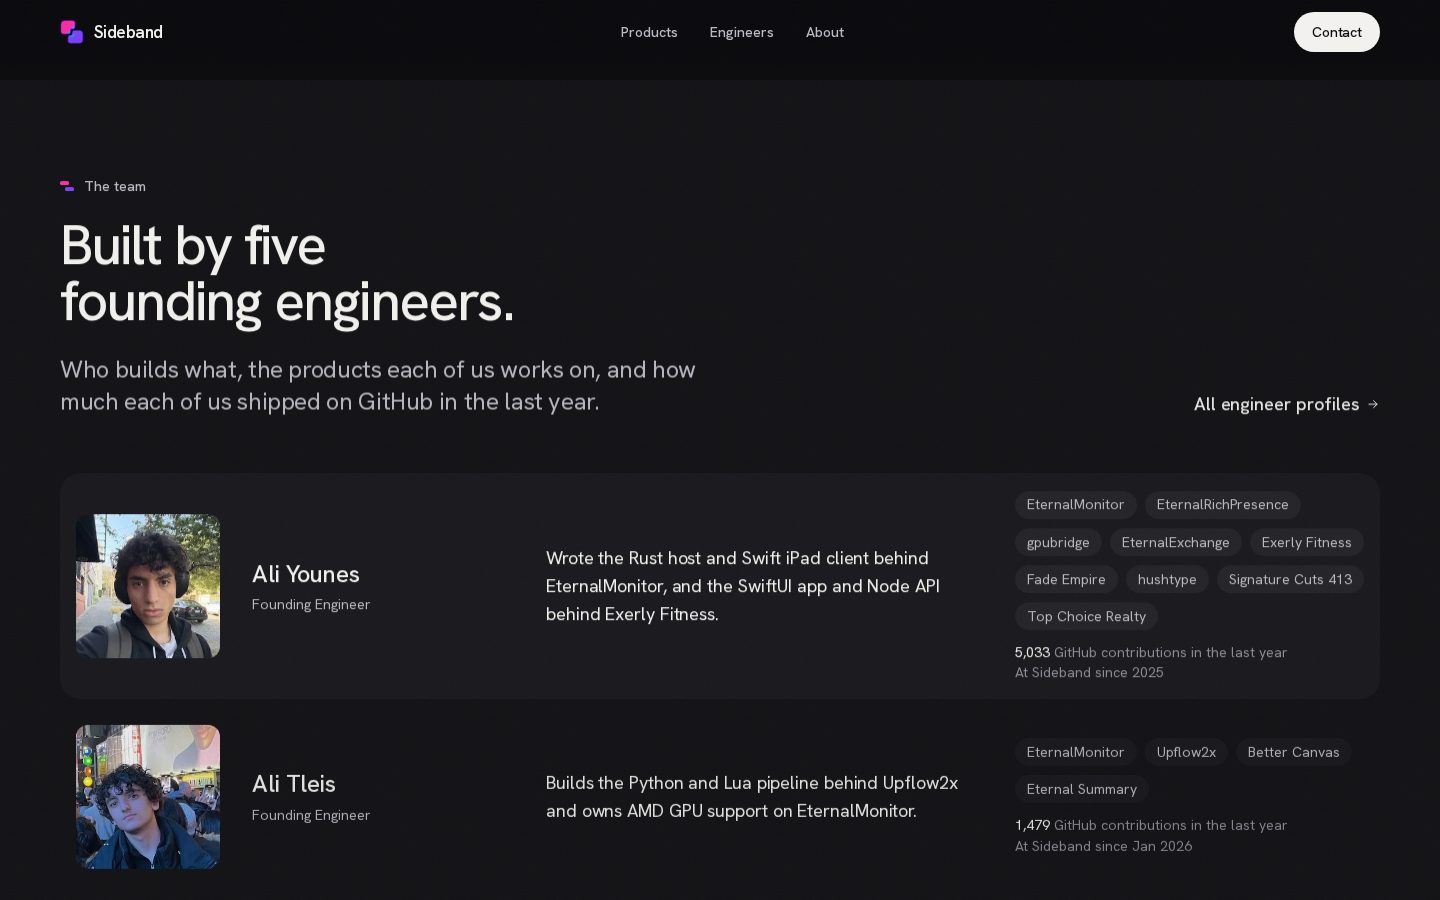 Sideband
Products
Engineers
About
Contact
The team
Built by five
founding engineers.
Who builds what, the products each of us works on, and how
much each of us shipped on GitHub in the last year.
All engineer profiles →
Ali Younes
Founding Engineer
Wrote the Rust host and Swift iPad client behind
EternalMonitor, and the SwiftUI app and Node API
behind Exerly Fitness.
EternalMonitor EternalRichPresence
gpubridge EternalExchange Exerly Fitness
Fade Empire hushtype Signature Cuts 413
Top Choice Realty
5,033 GitHub contributions in the last year
At Sideband since 2025
Ali Tleis
Founding Engineer
Builds the Python and Lua pipeline behind Upflow2x
and owns AMD GPU support on EternalMonitor.
EternalMonitor Upflow2x Better Canvas
Eternal Summary
1,479 GitHub contributions in the last year
At Sideband since Jan 2026